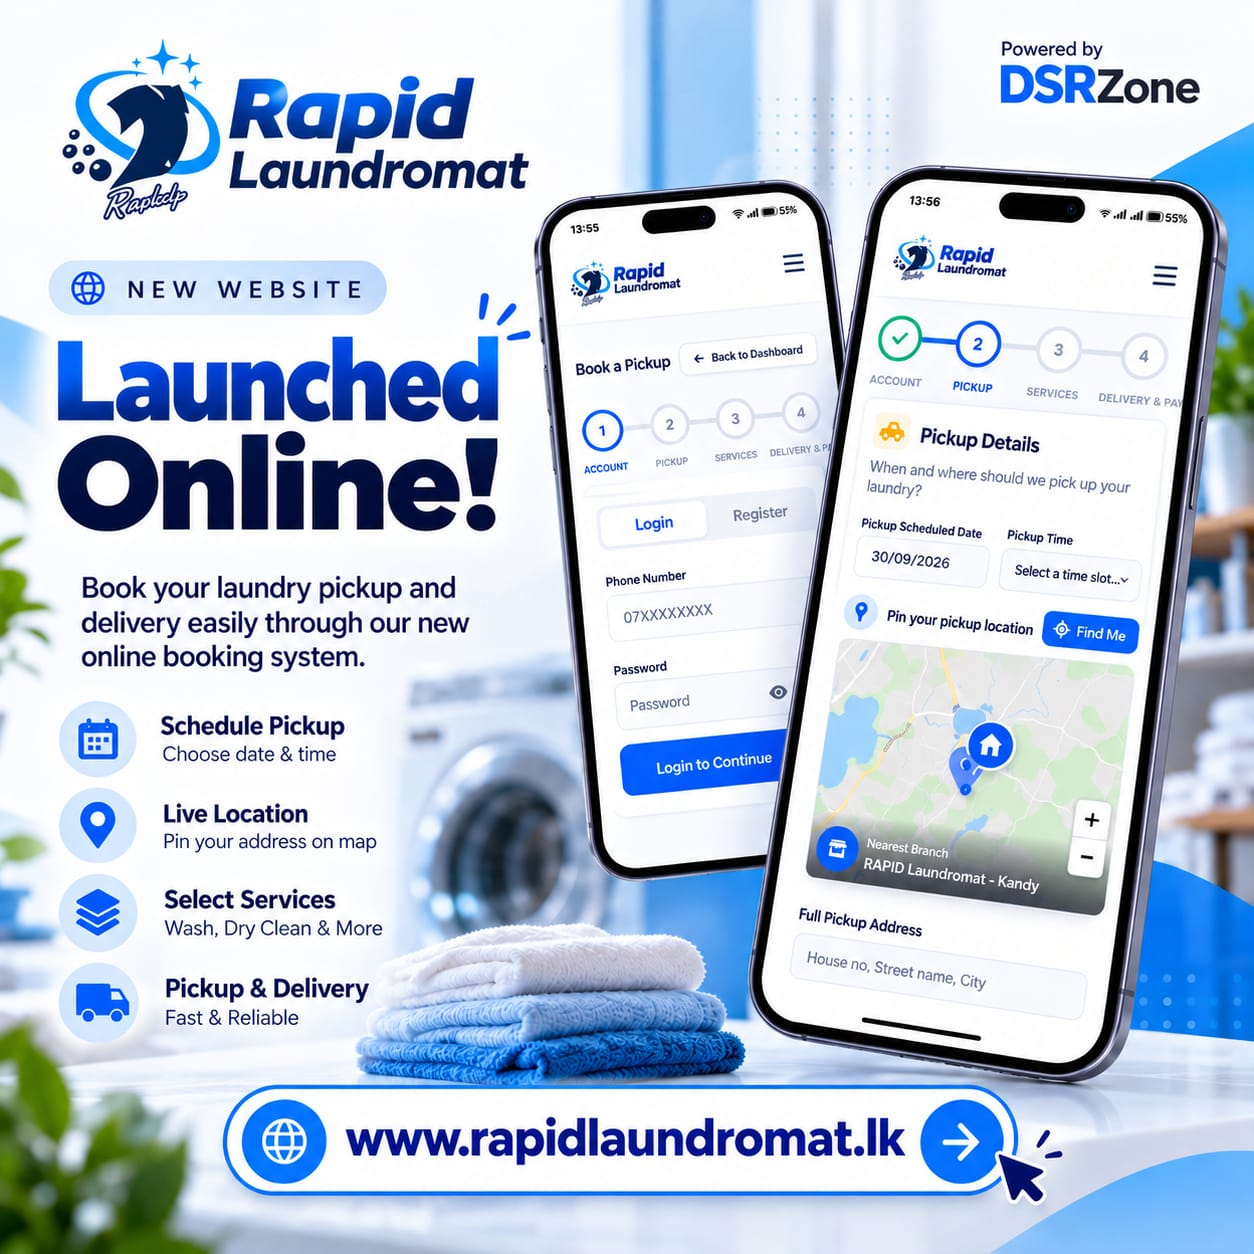 Rapid
Laundromat
Powered by
DSRZone
NEW WEBSITE
Launched
Online!
Book your laundry pickup and
delivery easily through our new
online booking system.
Schedule Pickup
Choose date & time
Live Location
Pin your address on map
Select Services
Wash, Dry Clean & More
Pickup & Delivery
Fast & Reliable
13:55
55%
Rapid
Laundromat
Book a Pickup
Back to Dashboard
1
2
3
4
ACCOUNT
PICKUP
SERVICES
DELIVERY & PA
Login
Register
Phone Number
07XXXXXXXX
Password
Password
Login to Continue
13:56
55%
Rapid
Laundromat
2
3
4
ACCOUNT
PICKUP
SERVICES
DELIVERY & PAY
Pickup Details
When and where should we pick up your
laundry?
Pickup Scheduled Date
Pickup Time
30/09/2026
Select a time slot...
Pin your pickup location
Find Me
+
-
Nearest Branch
RAPID Laundromat - Kandy
Full Pickup Address
House no, Street name, City
www.rapidlaundromat.lk